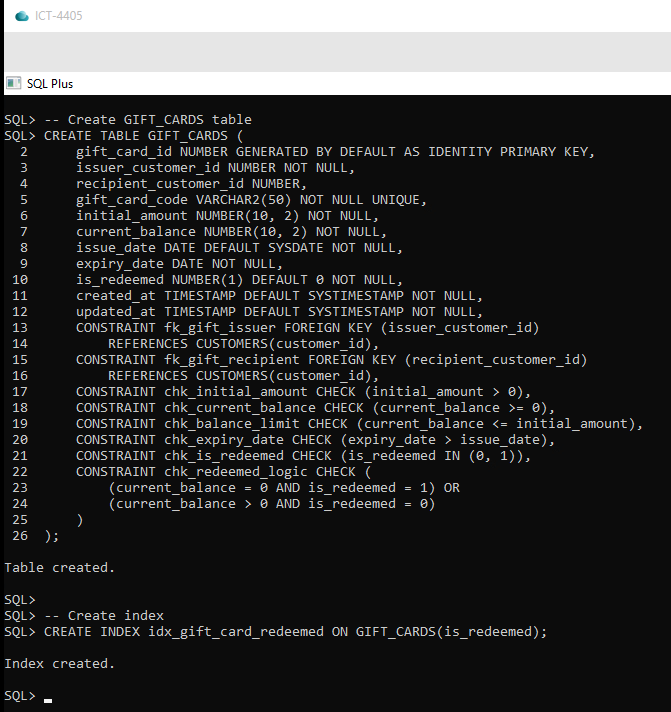 ICT-4405
SQL Plus
SQL> -- Create GIFT_CARDS table
SQL> CREATE TABLE GIFT_CARDS (
  2      gift_card_id NUMBER GENERATED BY DEFAULT AS IDENTITY PRIMARY KEY,
  3      issuer_customer_id NUMBER NOT NULL,
  4      recipient_customer_id NUMBER,
  5      gift_card_code VARCHAR2(50) NOT NULL UNIQUE,
  6      initial_amount NUMBER(10, 2) NOT NULL,
  7      current_balance NUMBER(10, 2) NOT NULL,
  8      issue_date DATE DEFAULT SYSDATE NOT NULL,
  9      expiry_date DATE NOT NULL,
 10      is_redeemed NUMBER(1) DEFAULT 0 NOT NULL,
 11      created_at TIMESTAMP DEFAULT SYSTIMESTAMP NOT NULL,
 12      updated_at TIMESTAMP DEFAULT SYSTIMESTAMP NOT NULL,
 13      CONSTRAINT fk_gift_issuer FOREIGN KEY (issuer_customer_id)
 14          REFERENCES CUSTOMERS(customer_id),
 15      CONSTRAINT fk_gift_recipient FOREIGN KEY (recipient_customer_id)
 16          REFERENCES CUSTOMERS(customer_id),
 17      CONSTRAINT chk_initial_amount CHECK (initial_amount > 0),
 18      CONSTRAINT chk_current_balance CHECK (current_balance >= 0),
 19      CONSTRAINT chk_balance_limit CHECK (current_balance <= initial_amount),
 20      CONSTRAINT chk_expiry_date CHECK (expiry_date > issue_date),
 21      CONSTRAINT chk_is_redeemed CHECK (is_redeemed IN (0, 1)),
 22      CONSTRAINT chk_redeemed_logic CHECK (
 23          (current_balance = 0 AND is_redeemed = 1) OR
 24          (current_balance > 0 AND is_redeemed = 0)
 25      )
 26  );
Table created.
SQL>
SQL> -- Create index
SQL> CREATE INDEX idx_gift_card_redeemed ON GIFT_CARDS(is_redeemed);
Index created.
SQL>